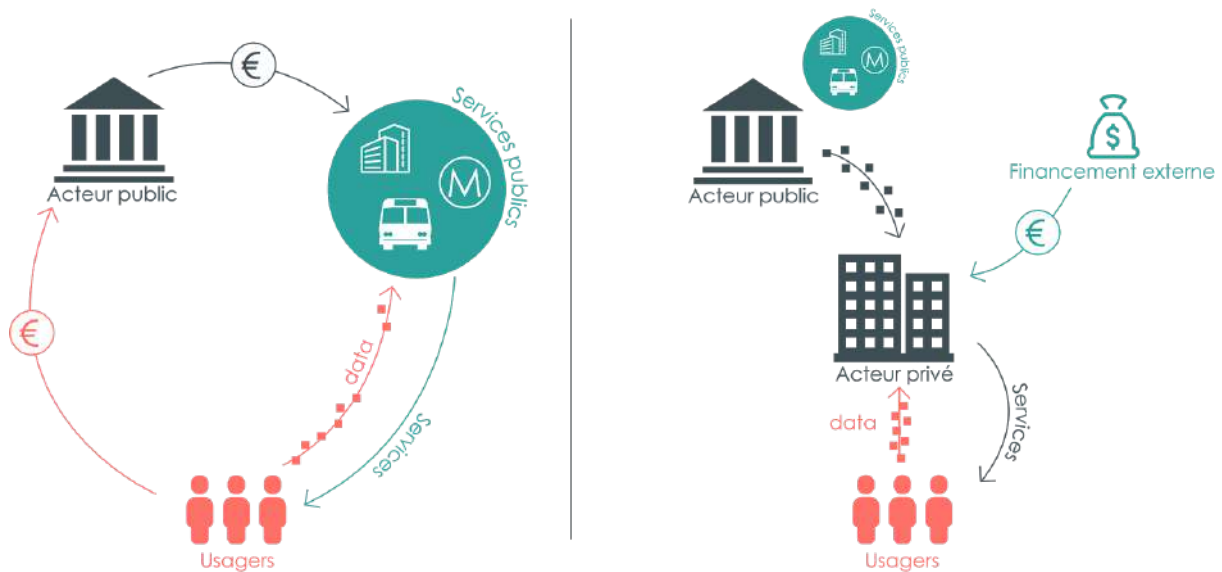 €
Services publics
M
Acteur public
€
data
Services
Usagers
Services publics
M
Acteur public
$
Financement externe
€
Acteur privé
data
Services
Usagers